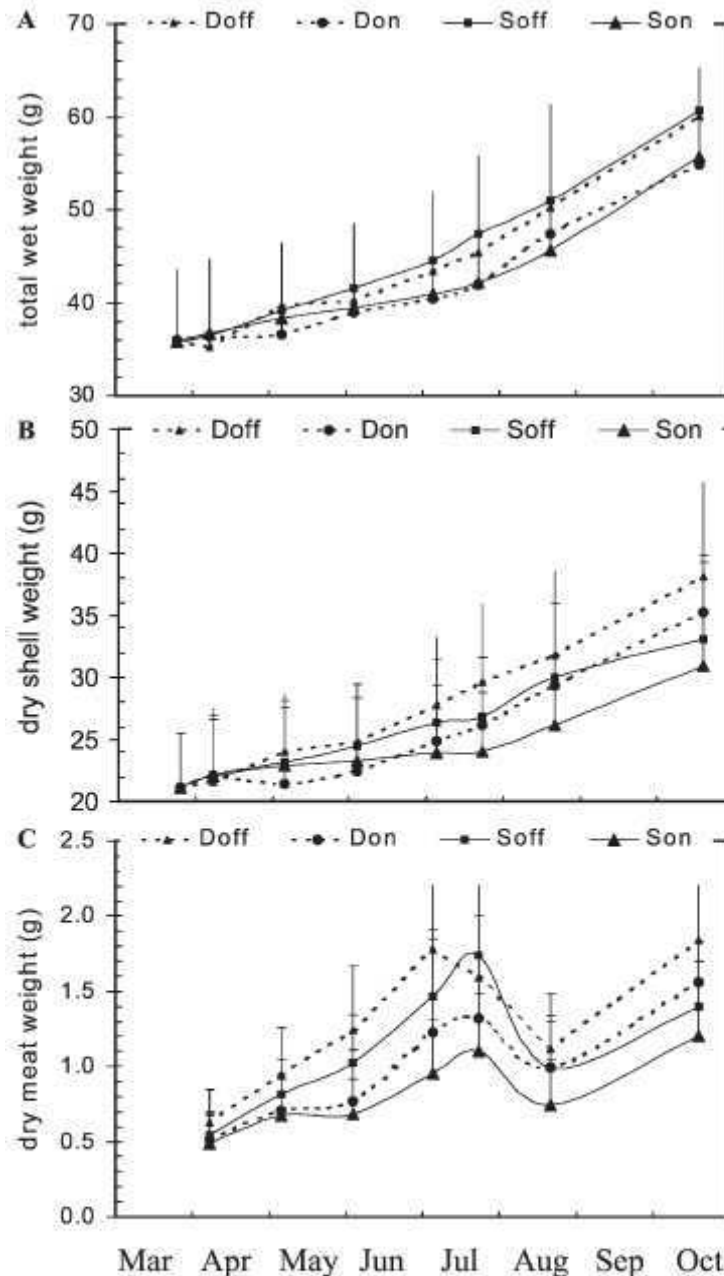 A Doff Don Soff Son
70
60
50
40
30
total wet weight (g)
B Doff Don Soff Son
50
45
40
35
30
25
20
dry shell weight (g)
C Doff Don Soff Son
2.5
2.0
1.5
1.0
0.5
0.0
dry meat weight (g)
Mar Apr May Jun Jul Aug Sep Oct